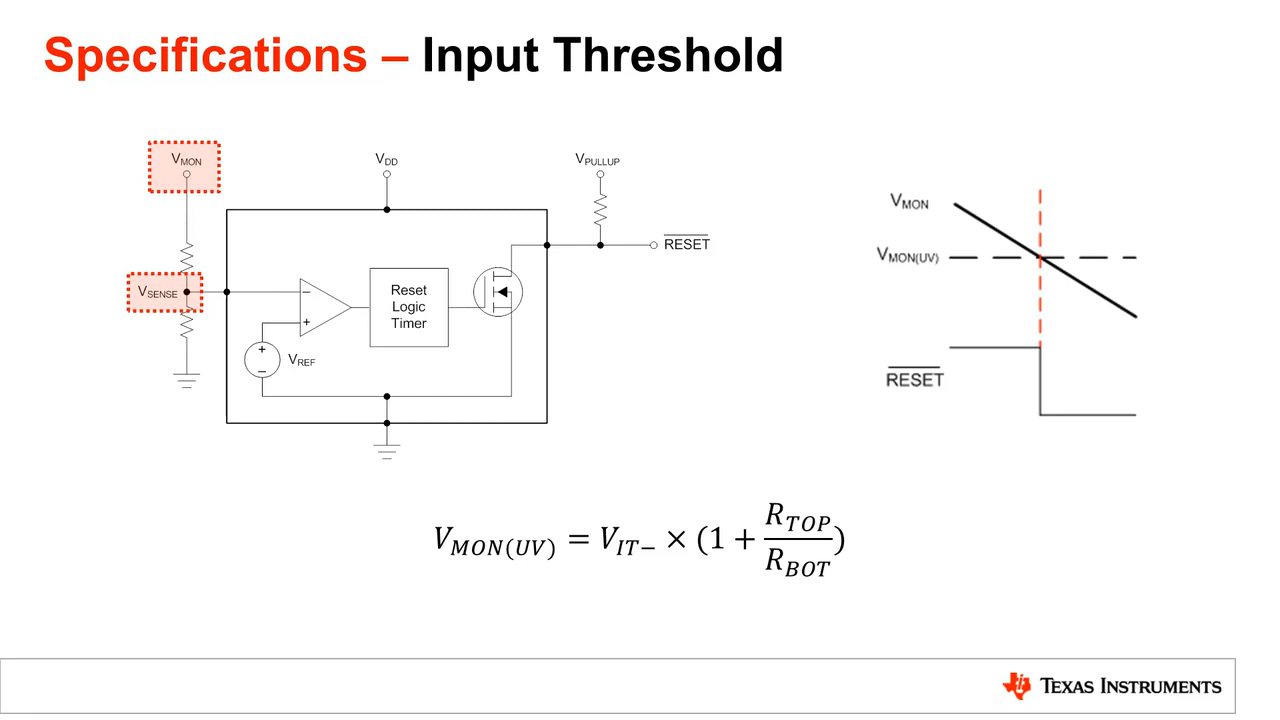 Specifications – Input Threshold
V_MON
V_DD
V_PULLUP
RESET
V_SENSE
−
+
+
−
V_REF
Reset
Logic
Timer
V_MON
V_MON(UV)
RESET
V_MON(UV) = V_IT− × (1 + R_TOP / R_BOT)
TEXAS INSTRUMENTS